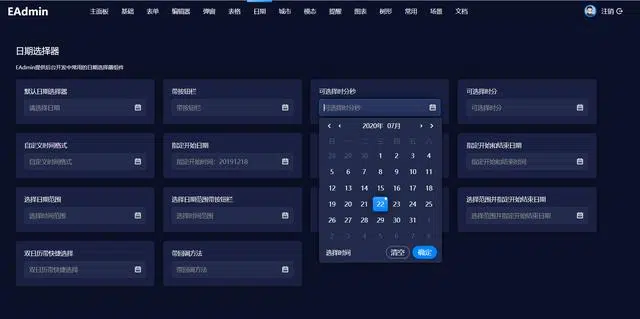 EAdmin 主面板 基础 表单 编辑器 弹窗 表格 日期 城市 模态 提醒 图表 树形 常用 场景 文档 注销
日期选择器
EAdmin提供后台开发中常用的日期选择器组件
默认日期选择器 带按钮栏 可选择时分秒 可选择时分
请选择日期 带按钮栏 可选择时分秒 可选择时分
2020年 07月
日 一 二 三 四 五 六
28 29 30 1 2 3 4
5 6 7 8 9 10 11
12 13 14 15 16 17 18
19 20 21 22 23 24 25
26 27 28 29 30 31 1
2 3 4 5 6 7 8
选择时间 清空 确定
自定义时间格式 指定开始日期 指定开始和结束日期
自定义时间格式 指定开始时间：20191218 指定开始和结束日期
选择日期范围 选择日期范围带按钮栏 选择范围并指定开始结束日期
选择时间范围 选择时间范围 选择范围并指定开始结束日期
双日历带快捷选择 带回调方法
双日历带快捷选择 带回调方法